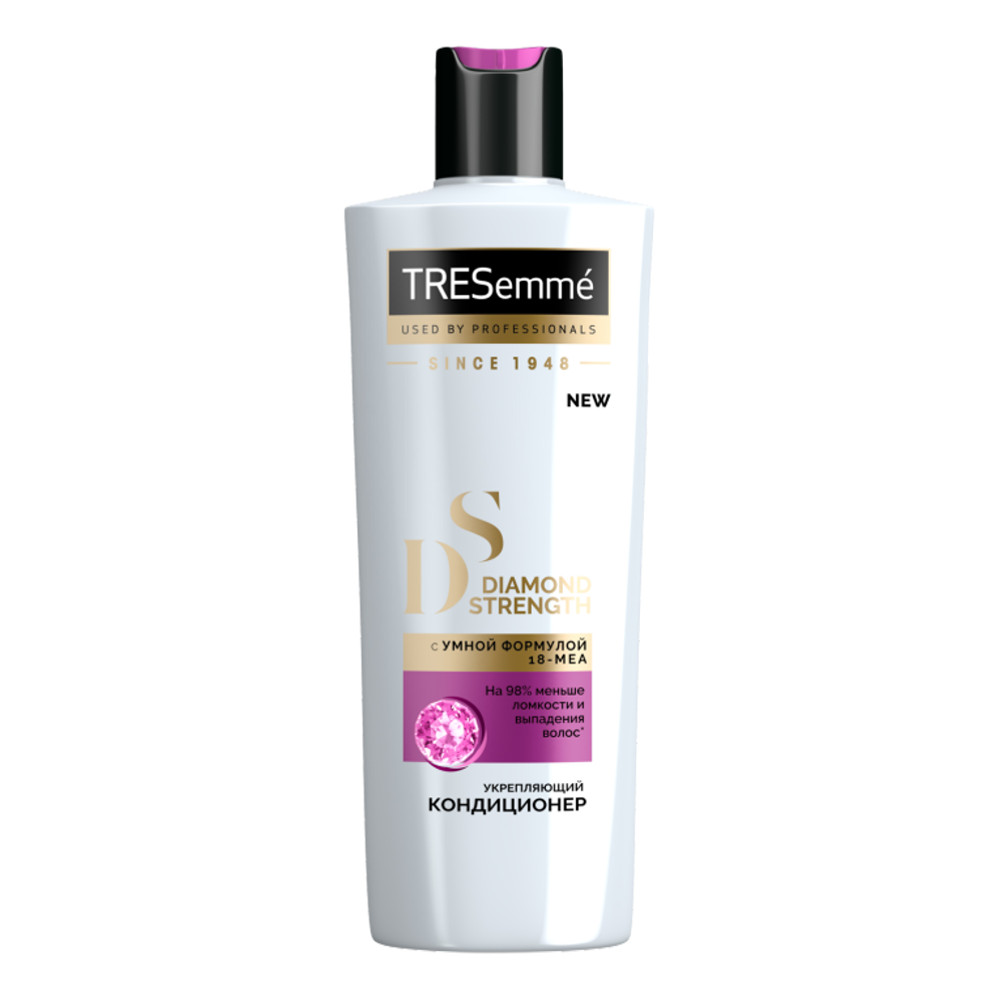 TRESemmé
USED BY PROFESSIONALS
SINCE 1948
NEW
DS
DIAMOND
STRENGTH
с УМНОЙ ФОРМУЛОЙ
18-MEA
На 98% меньше
ломкости и
выпадения
волос*
УКРЕПЛЯЮЩИЙ
КОНДИЦИОНЕР